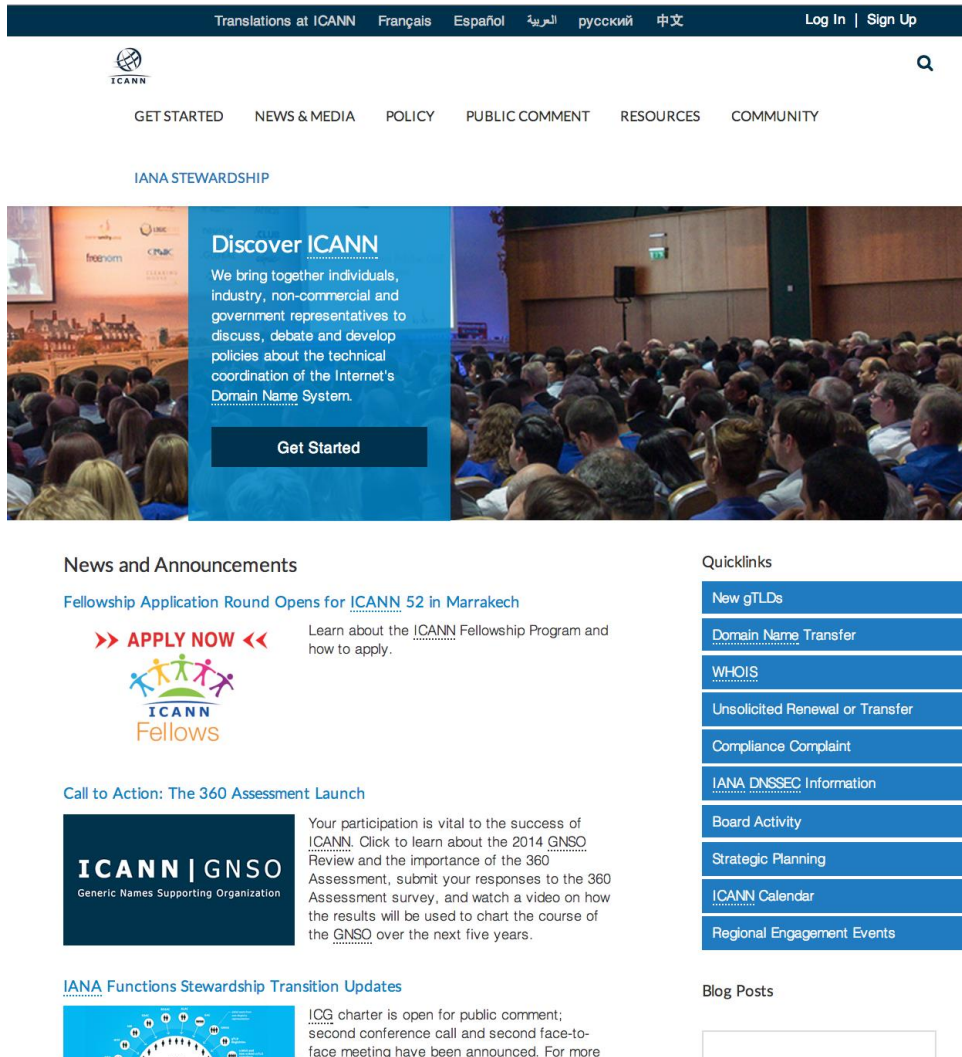 Translations at ICANN Français Español العربية русский 中文
Log In | Sign Up
ICANN
GET STARTED NEWS & MEDIA POLICY PUBLIC COMMENT RESOURCES COMMUNITY
IANA STEWARDSHIP
freenom
Discover ICANN
We bring together individuals,
industry, non-commercial and
government representatives to
discuss, debate and develop
policies about the technical
coordination of the Internet's
Domain Name System.
Get Started
News and Announcements
Fellowship Application Round Opens for ICANN 52 in Marrakech
>> APPLY NOW <<
ICANN
Fellows
Learn about the ICANN Fellowship Program and
how to apply.
Call to Action: The 360 Assessment Launch
ICANN | GNSO
Generic Names Supporting Organization
Your participation is vital to the success of
ICANN. Click to learn about the 2014 GNSO
Review and the importance of the 360
Assessment, submit your responses to the 360
Assessment survey, and watch a video on how
the results will be used to chart the course of
the GNSO over the next five years.
IANA Functions Stewardship Transition Updates
ICG charter is open for public comment;
second conference call and second face-to-
face meeting have been announced. For more
Quicklinks
New gTLDs
Domain Name Transfer
WHOIS
Unsolicited Renewal or Transfer
Compliance Complaint
IANA DNSSEC Information
Board Activity
Strategic Planning
ICANN Calendar
Regional Engagement Events
Blog Posts